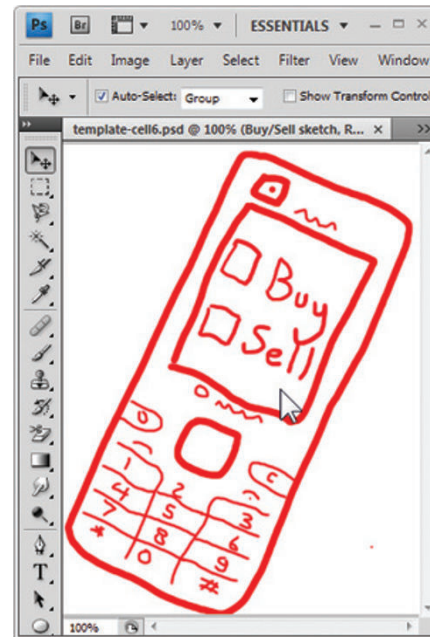 Ps Br 100% ESSENTIALS
File Edit Image Layer Select Filter View Window
Auto-Select: Group Show Transform Control
template-cell6.psd @ 100% (Buy/Sell sketch, R... ×
Buy
Sell
0 C
1 2 3
4 5 6
7 8 9
* 0 #
T
100%